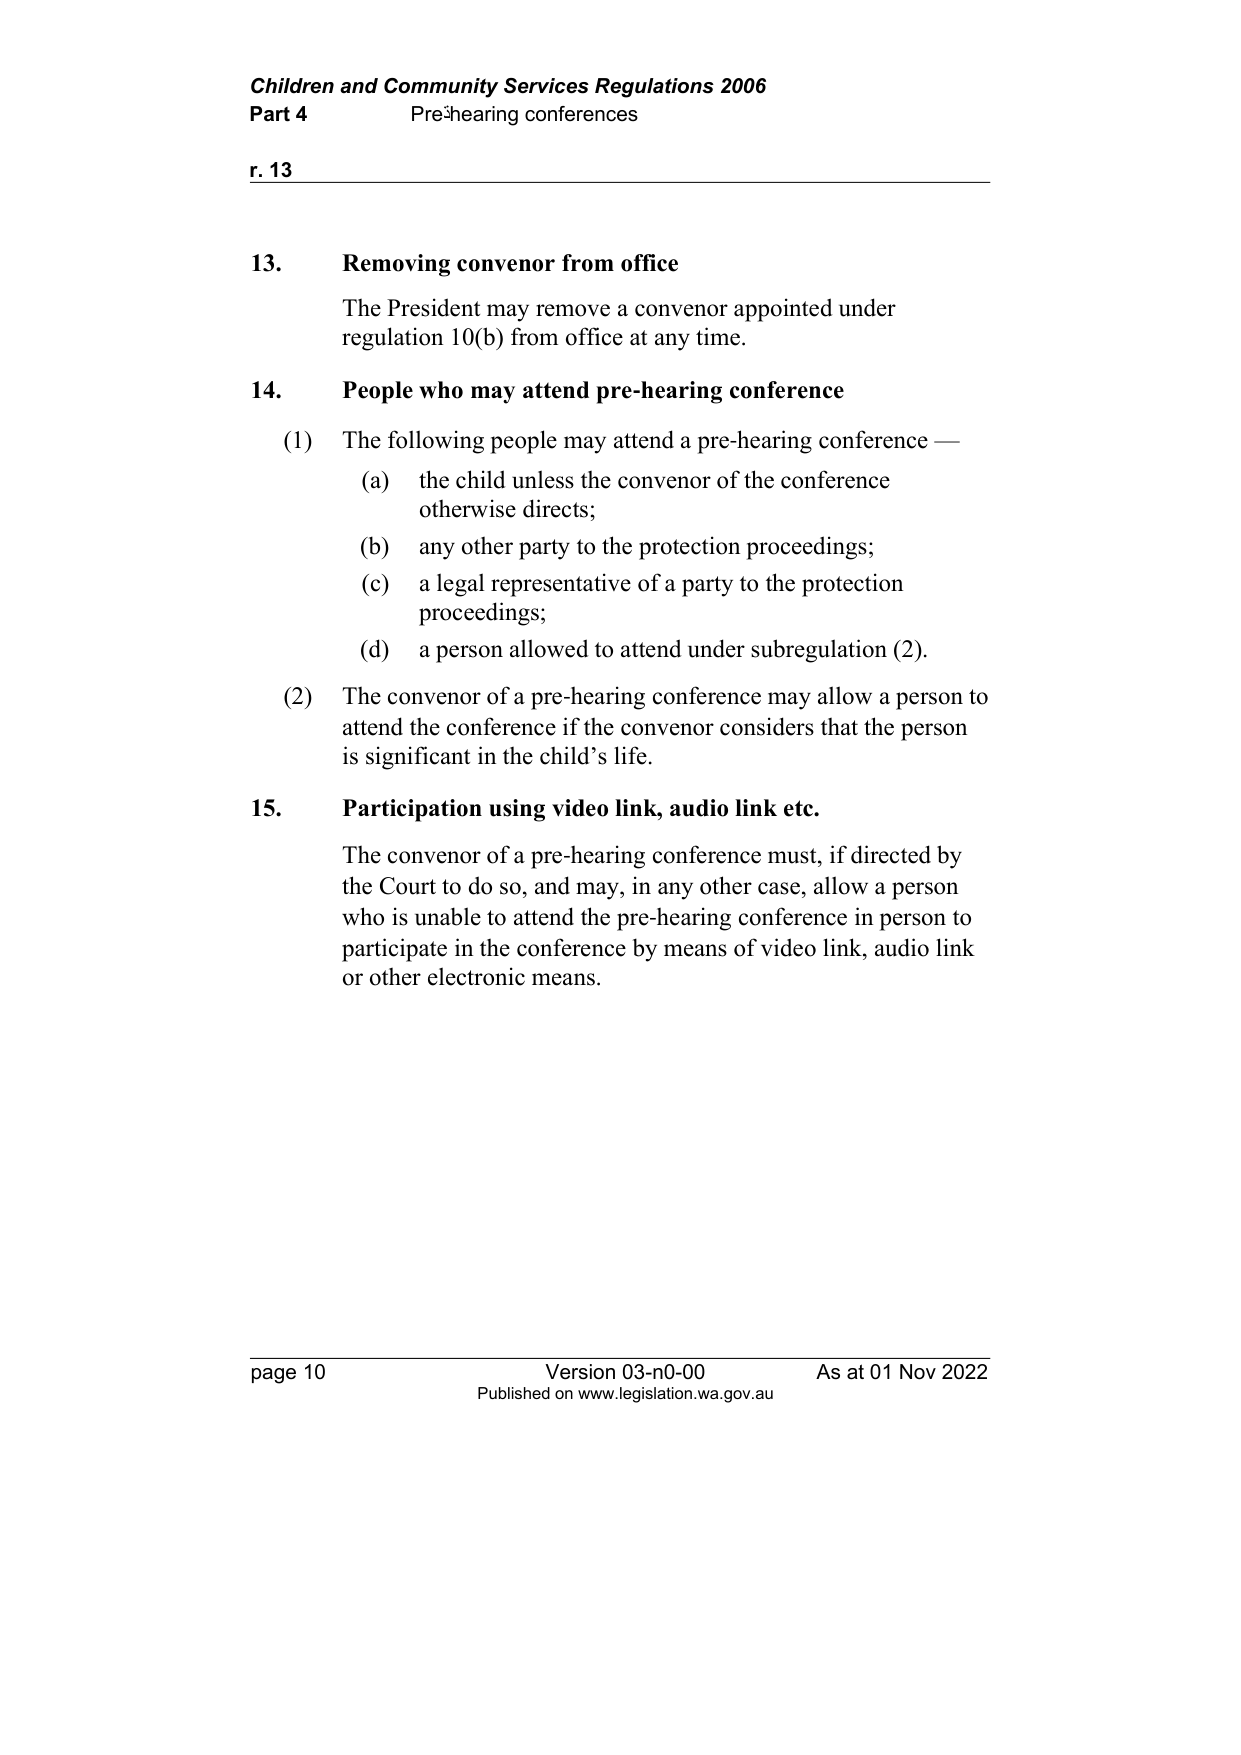 Children and Community Services Regulations 2006
Part 4 Pre-hearing conferences
r. 13
13. Removing convenor from office
The President may remove a convenor appointed under
regulation 10(b) from office at any time.
14. People who may attend pre-hearing conference
(1) The following people may attend a pre-hearing conference —
(a) the child unless the convenor of the conference
otherwise directs;
(b) any other party to the protection proceedings;
(c) a legal representative of a party to the protection
proceedings;
(d) a person allowed to attend under subregulation (2).
(2) The convenor of a pre-hearing conference may allow a person to
attend the conference if the convenor considers that the person
is significant in the child’s life.
15. Participation using video link, audio link etc.
The convenor of a pre-hearing conference must, if directed by
the Court to do so, and may, in any other case, allow a person
who is unable to attend the pre-hearing conference in person to
participate in the conference by means of video link, audio link
or other electronic means.
page 10 Version 03-n0-00 As at 01 Nov 2022
Published on www.legislation.wa.gov.au